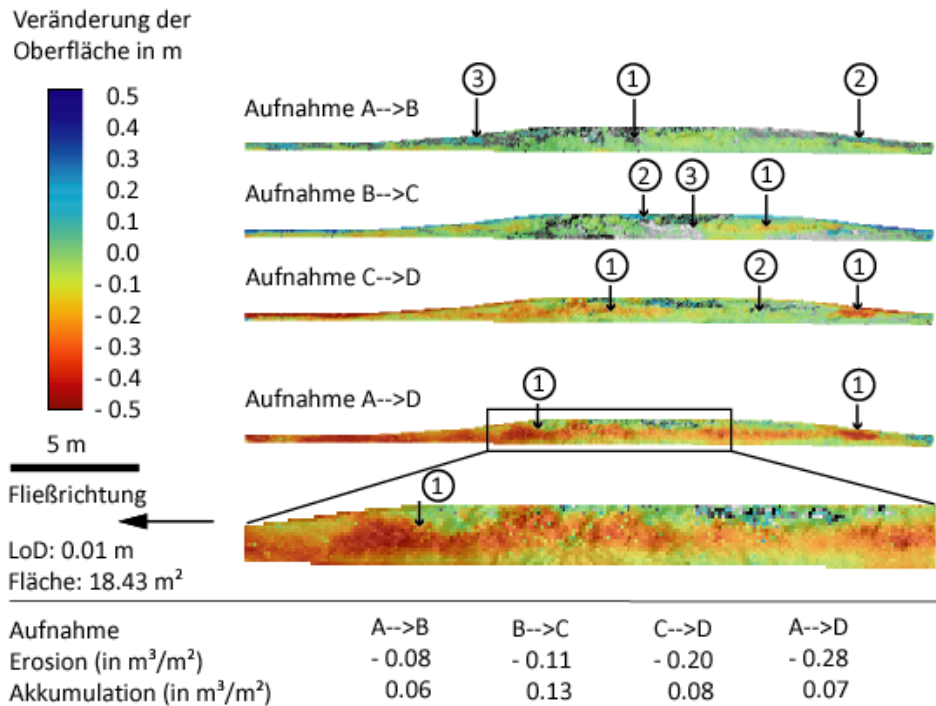 Veränderung der
Oberfläche in m
0.5
0.4
0.3
0.2
0.1
0.0
- 0.1
- 0.2
- 0.3
- 0.4
- 0.5
5 m
Fließrichtung
LoD: 0.01 m
Fläche: 18.43 m²
3 1 2
Aufnahme A-->B
2 3 1
Aufnahme B-->C
1 2 1
Aufnahme C-->D
1 1
Aufnahme A-->D
1
Aufnahme A-->B B-->C C-->D A-->D
Erosion (in m³/m²) - 0.08 - 0.11 - 0.20 - 0.28
Akkumulation (in m³/m²) 0.06 0.13 0.08 0.07